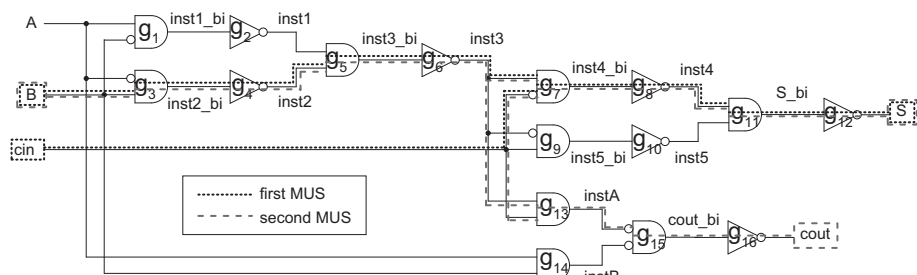 A
inst1_bi
inst1
g1
g2
inst3_bi
inst3
g5
g6
B
g3
g4
inst2_bi
inst2
inst4_bi
inst4
g7
g8
S_bi
g11
g12
S
cin
g9
g10
inst5_bi
inst5
first MUS
second MUS
instA
g13
cout_bi
g15
g16
cout
g14
instB